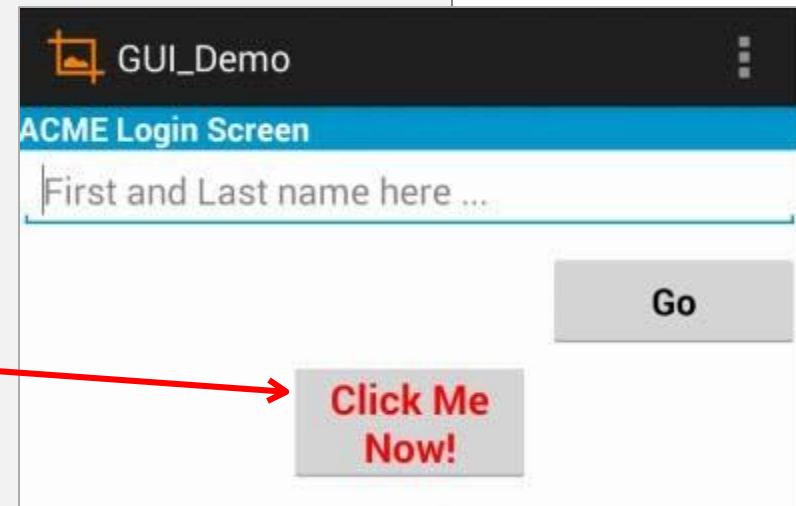 GUI_Demo
ACME Login Screen
First and Last name here ...
Go
Click Me
Now!